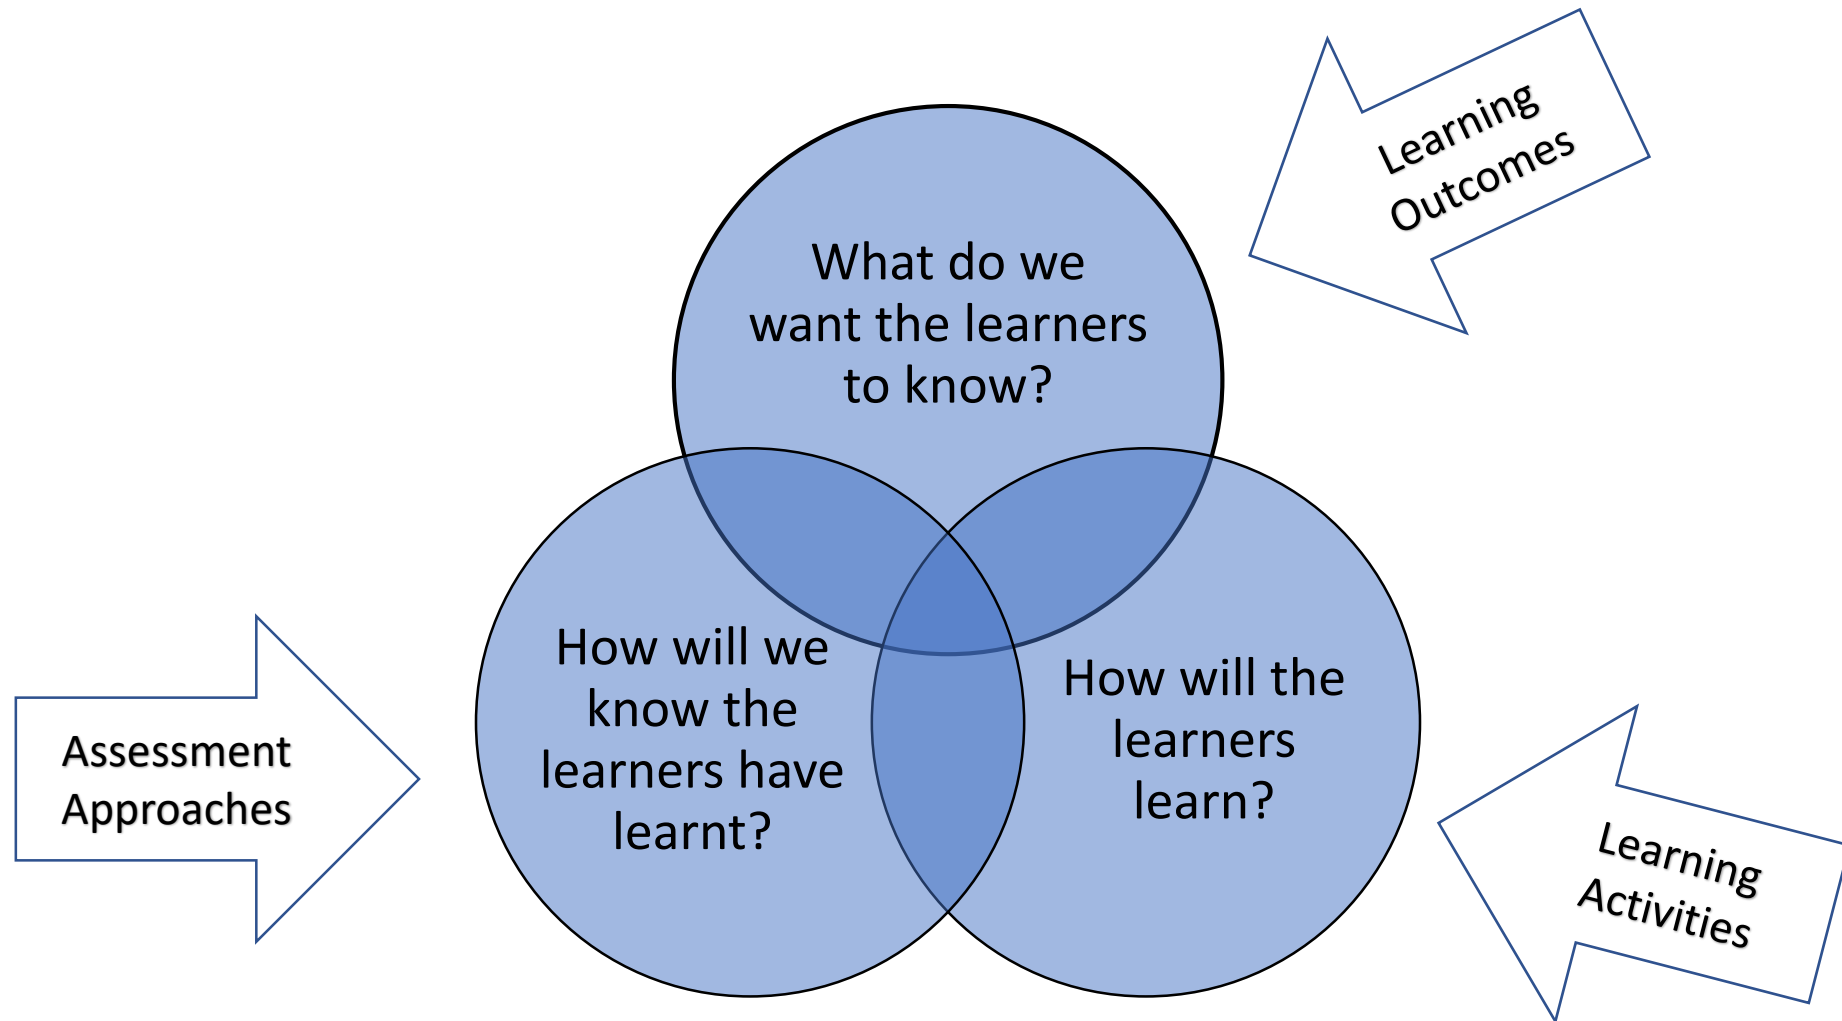 Learning
Outcomes
What do we
want the learners
to know?
How will we
know the
learners have
learnt?
How will the
learners
learn?
Assessment
Approaches
Learning
Activities